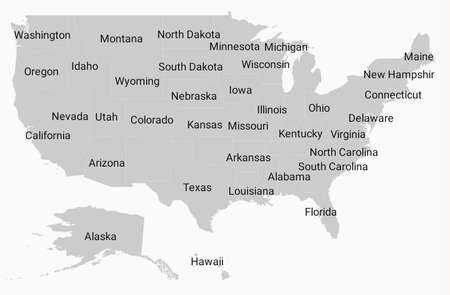 Washington
Montana
North Dakota
Minnesota
Michigan
Maine
Oregon
Idaho
Wyoming
South Dakota
Wisconsin
New Hampshir
Nebraska
Iowa
Connecticut
Nevada
Utah
Colorado
Kansas
Missouri
Illinois
Ohio
Delaware
California
Kentucky
Virginia
Arizona
Arkansas
North Carolina
South Carolina
Alabama
Texas
Louisiana
Florida
Alaska
Hawaii